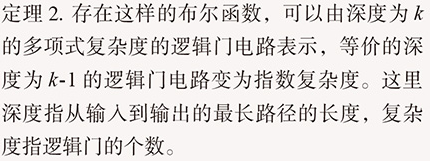 定理 2. 存在这样的布尔函数，可以由深度为 k
的多项式复杂度的逻辑门电路表示，等价的深
度为 k-1 的逻辑门电路变为指数复杂度。这里
深度指从输入到输出的最长路径的长度，复杂
度指逻辑门的个数。